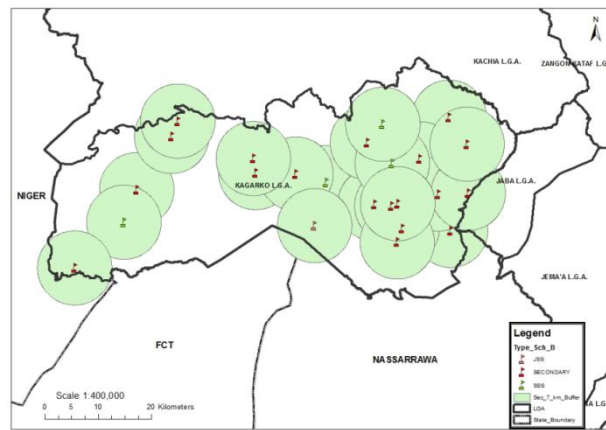 N
KACHIA L.G.A.
ZANGON KATAF L.G
KAGARKO L.G.A.
JABA L.G.A.
NIGER
JEMA'A L.G.A.
FCT
NASSARRAWA
Legend
Type_Sch_B
JSS
SECONDARY
SSS
Sec_7_km_Buffer
LGA
State_Boundary
Scale 1:400,000
0 5 10 20 Kilometers